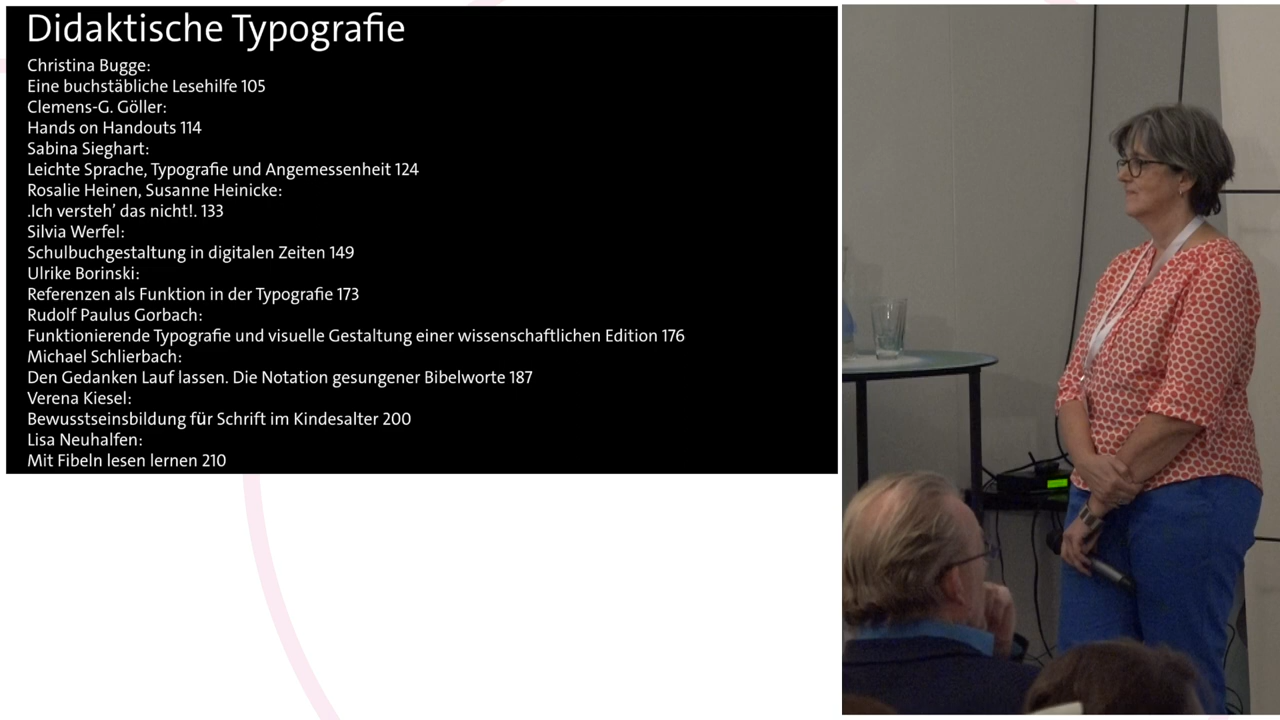 Didaktische Typografie
Christina Bugge:
Eine buchstäbliche Lesehilfe 105
Clemens-G. Göller:
Hands on Handouts 114
Sabina Sieghart:
Leichte Sprache, Typografie und Angemessenheit 124
Rosalie Heinen, Susanne Heinicke:
‚Ich versteh’ das nicht!‚ 133
Silvia Werfel:
Schulbuchgestaltung in digitalen Zeiten 149
Ulrike Borinski:
Referenzen als Funktion in der Typografie 173
Rudolf Paulus Gorbach:
Funktionierende Typografie und visuelle Gestaltung einer wissenschaftlichen Edition 176
Michael Schlierbach:
Den Gedanken Lauf lassen. Die Notation gesungener Bibelworte 187
Verena Kiesel:
Bewusstseinsbildung für Schrift im Kindesalter 200
Lisa Neuhalfen:
Mit Fibeln lesen lernen 210